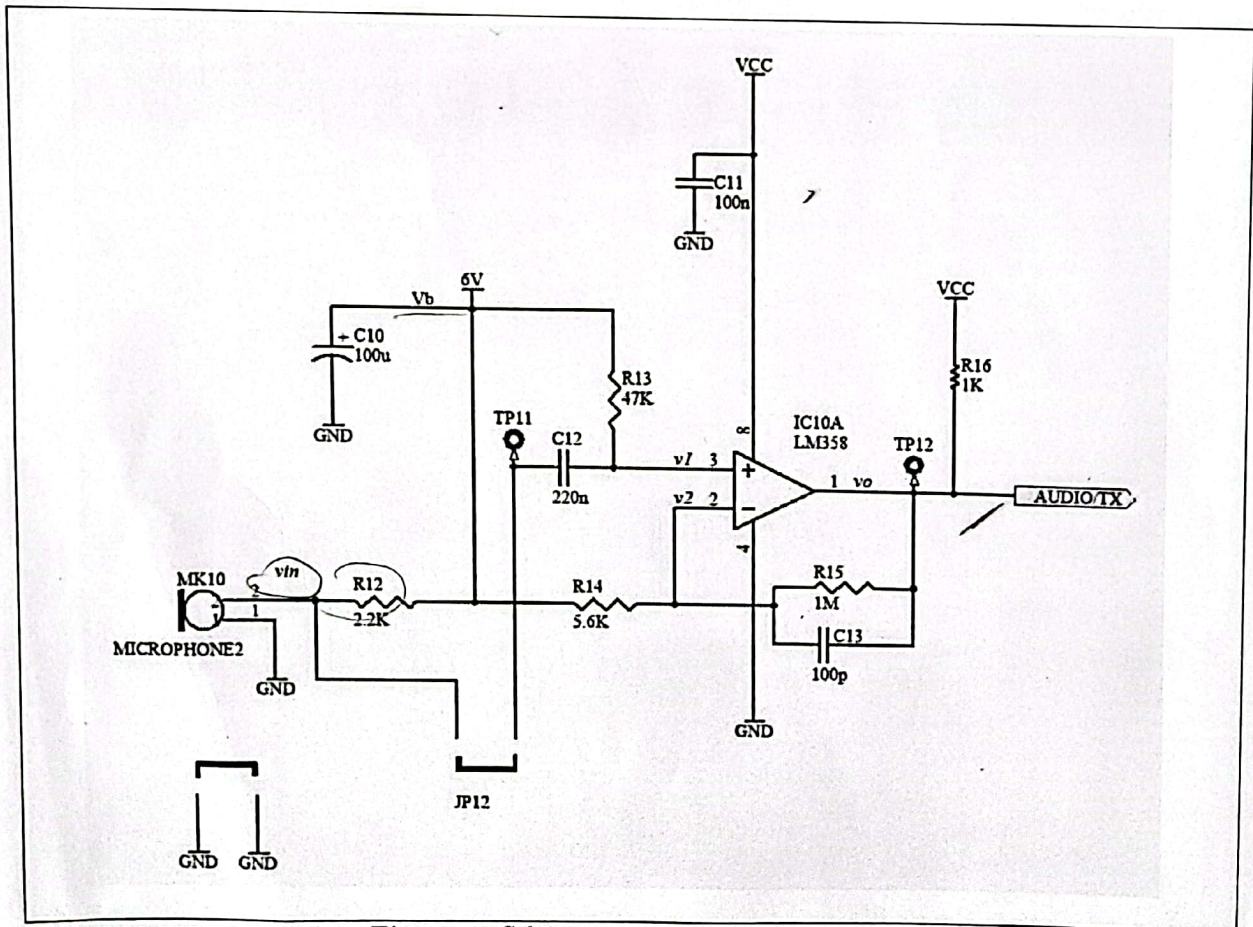 VCC
C11
100n
GND
6V
Vb
VCC
+ C10
100u
R13
47K
R16
1K
GND
TP11
C12
IC10A
LM358
TP12
8
v1 3
+
220n
v2 2
-
1 vo
AUDIO/TX
4
MK10
vin
2
R12
R14
R15
1
2.2K
5.6K
1M
MICROPHONE2
C13
100p
GND
GND
JP12
GND GND